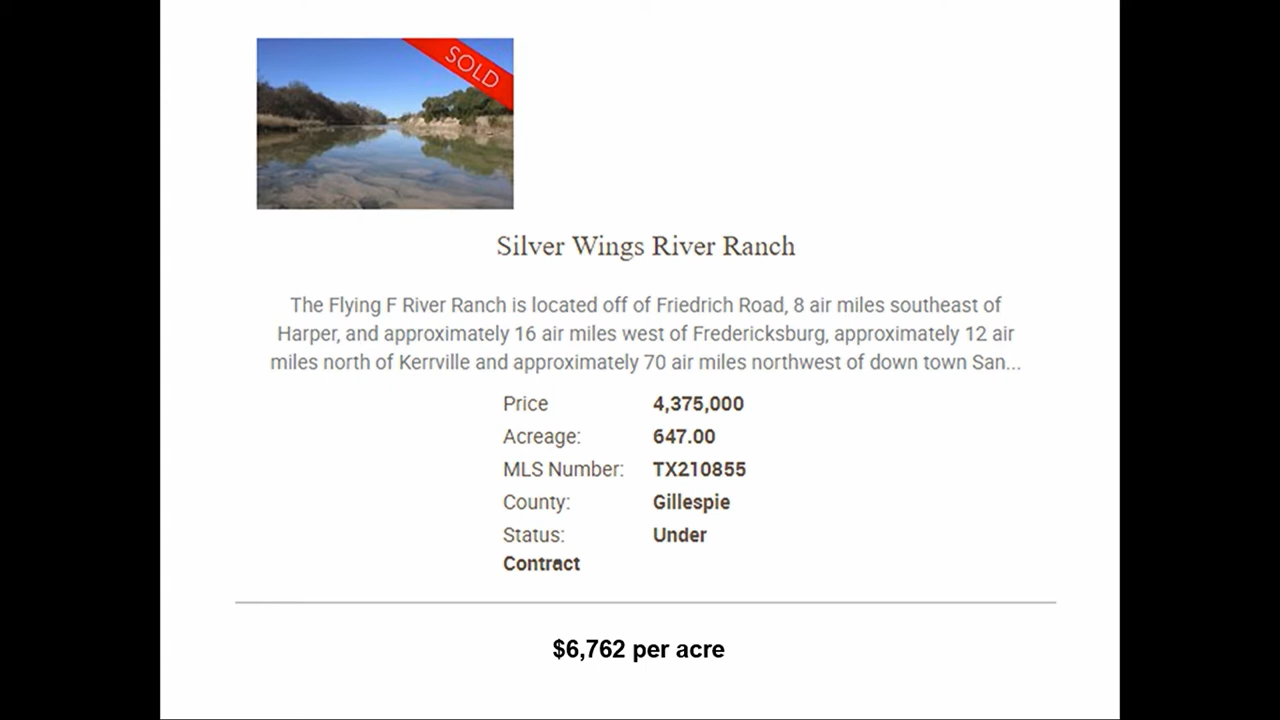 SOLD
Silver Wings River Ranch
The Flying F River Ranch is located off of Friedrich Road, 8 air miles southeast of
Harper, and approximately 16 air miles west of Fredericksburg, approximately 12 air
miles north of Kerrville and approximately 70 air miles northwest of down town San...
Price 4,375,000
Acreage: 647.00
MLS Number: TX210855
County: Gillespie
Status: Under
Contract
$6,762 per acre